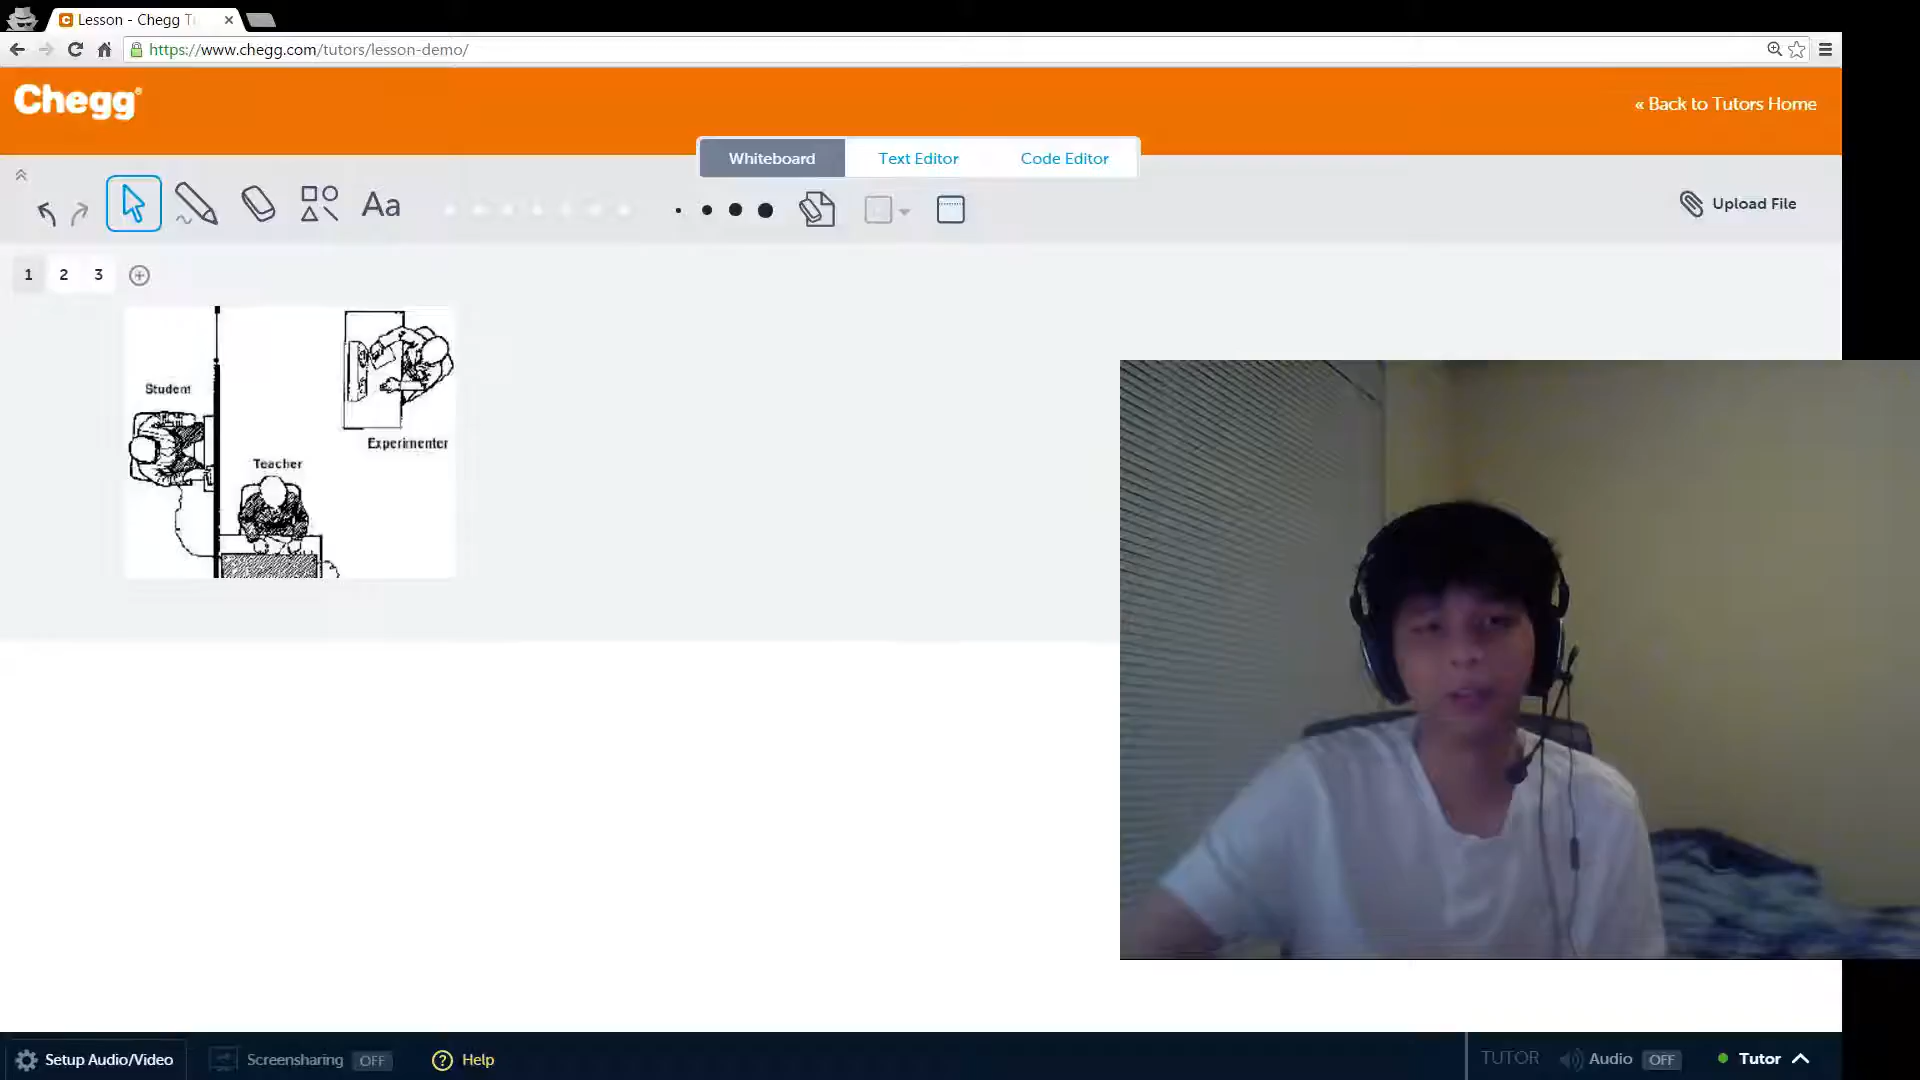 Lesson - Chegg T
https://www.chegg.com/tutors/lesson-demo/
Chegg
« Back to Tutors Home
Whiteboard
Text Editor
Code Editor
Aa
Upload File
1 2 3
Student
Experimenter
Teacher
Setup Audio/Video
Screensharing OFF
? Help
TUTOR
Audio OFF
Tutor